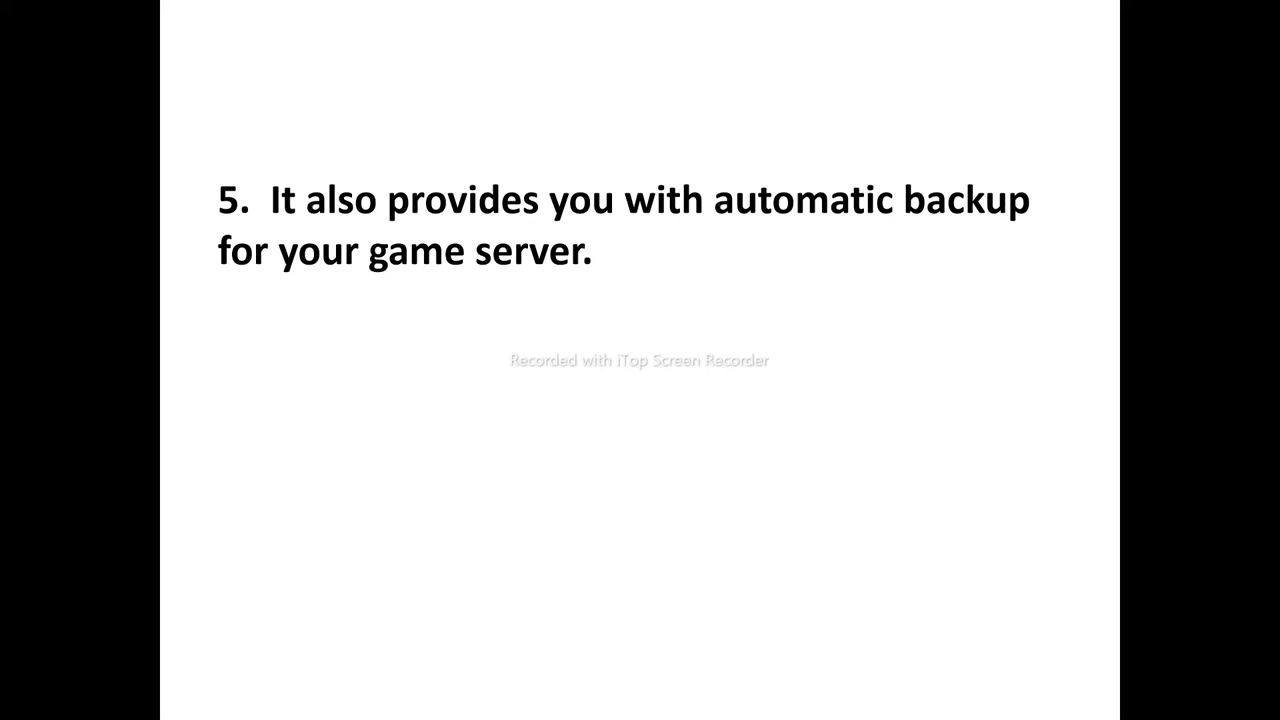 5.  It also provides you with automatic backup
for your game server.
Recorded with iTop Screen Recorder